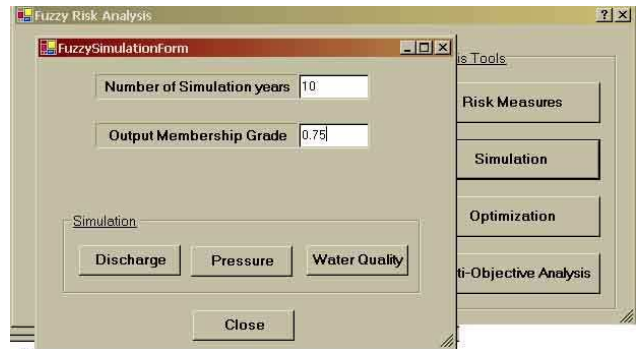 Fuzzy Risk Analysis
FuzzySimulationForm
Number of Simulation years 10
Output Membership Grade 0.75
Simulation
Discharge Pressure Water Quality
Close
is Tools
Risk Measures
Simulation
Optimization
ti-Objective Analysis